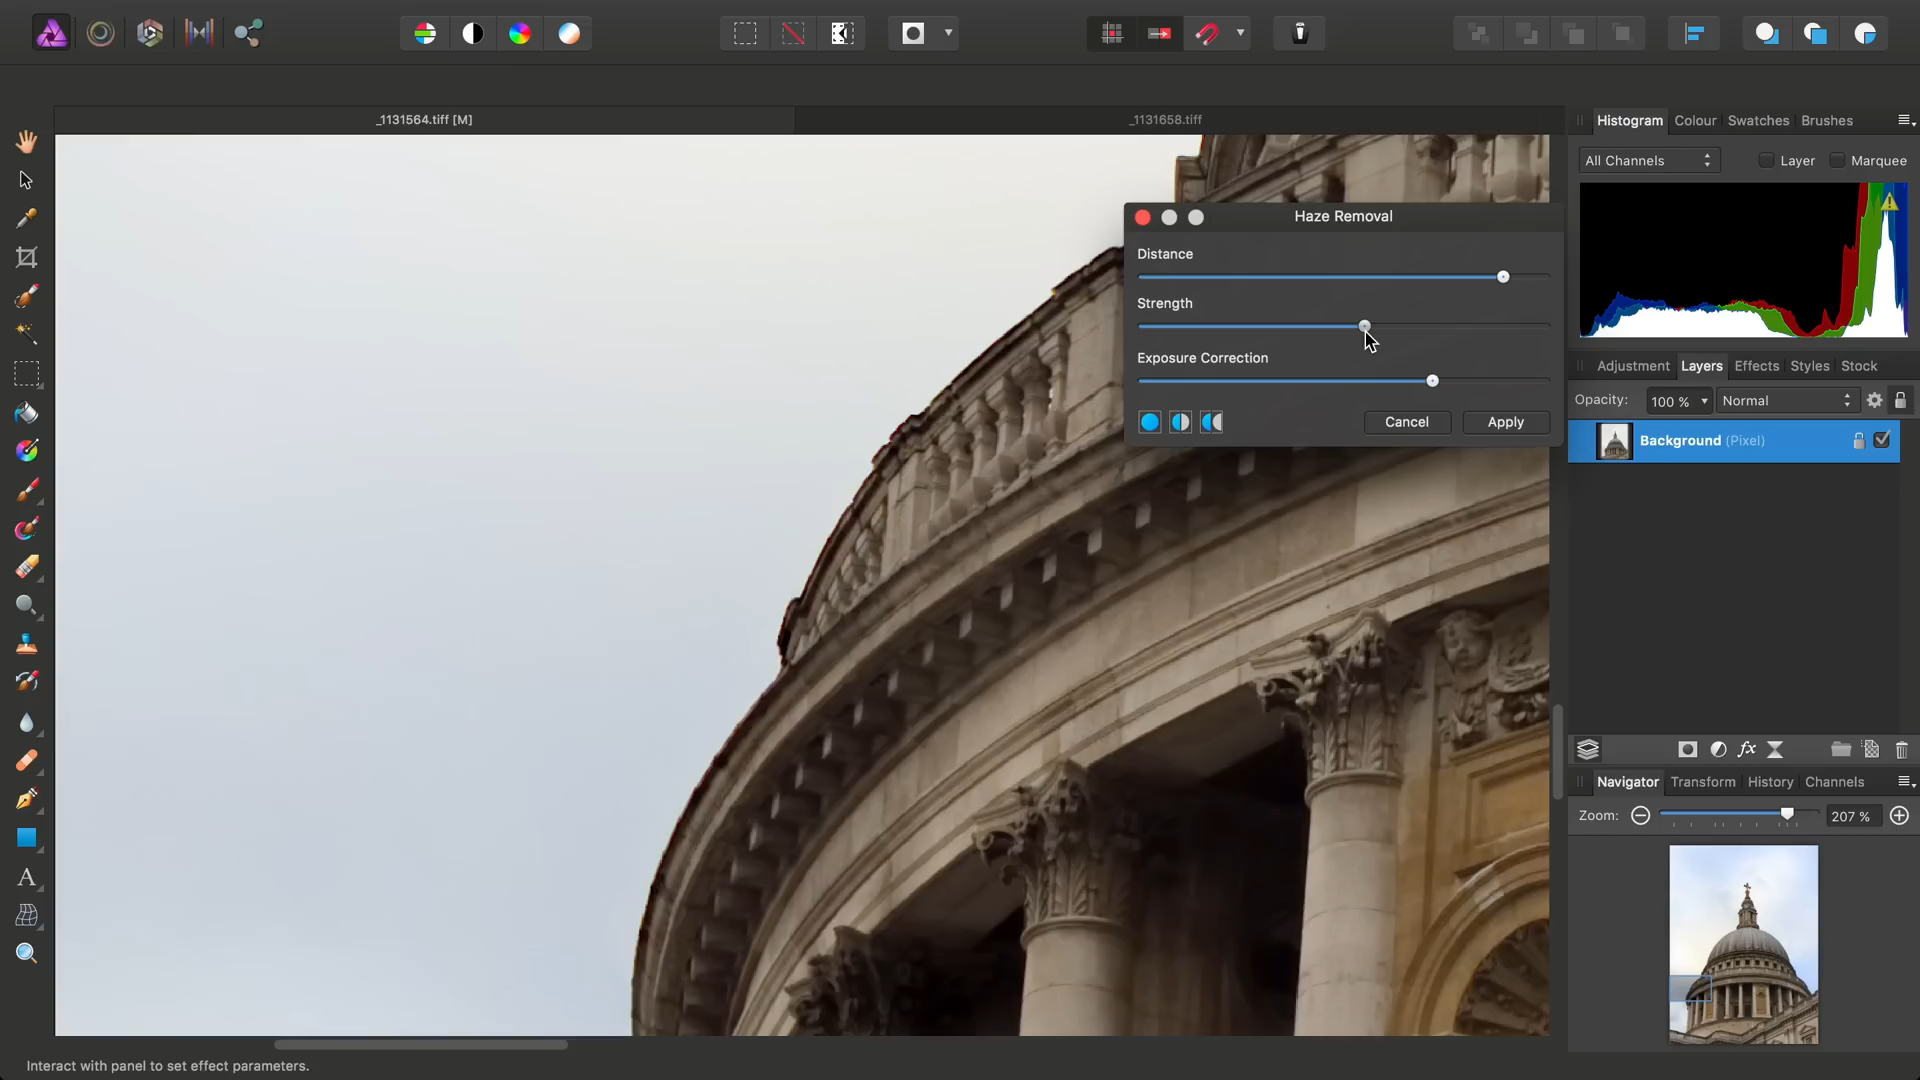 _1131564.tiff [M]
_1131658.tiff
Histogram Colour Swatches Brushes
All Channels Layer Marquee
Haze Removal
Distance
Strength
Exposure Correction
Cancel Apply
Adjustment Layers Effects Styles Stock
Opacity: 100 % Normal
Background (Pixel)
fx
Navigator Transform History Channels
Zoom: 207 %
A
Interact with panel to set effect parameters.